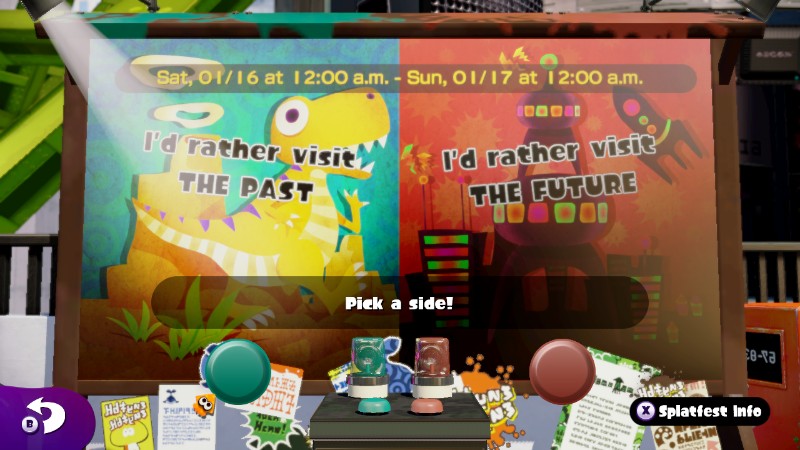 Sat, 01/16 at 12:00 a.m. - Sun, 01/17 at 12:00 a.m.
I'd rather visit
THE PAST
I'd rather visit
THE FUTURE
Pick a side!
B
X Splatfest Info